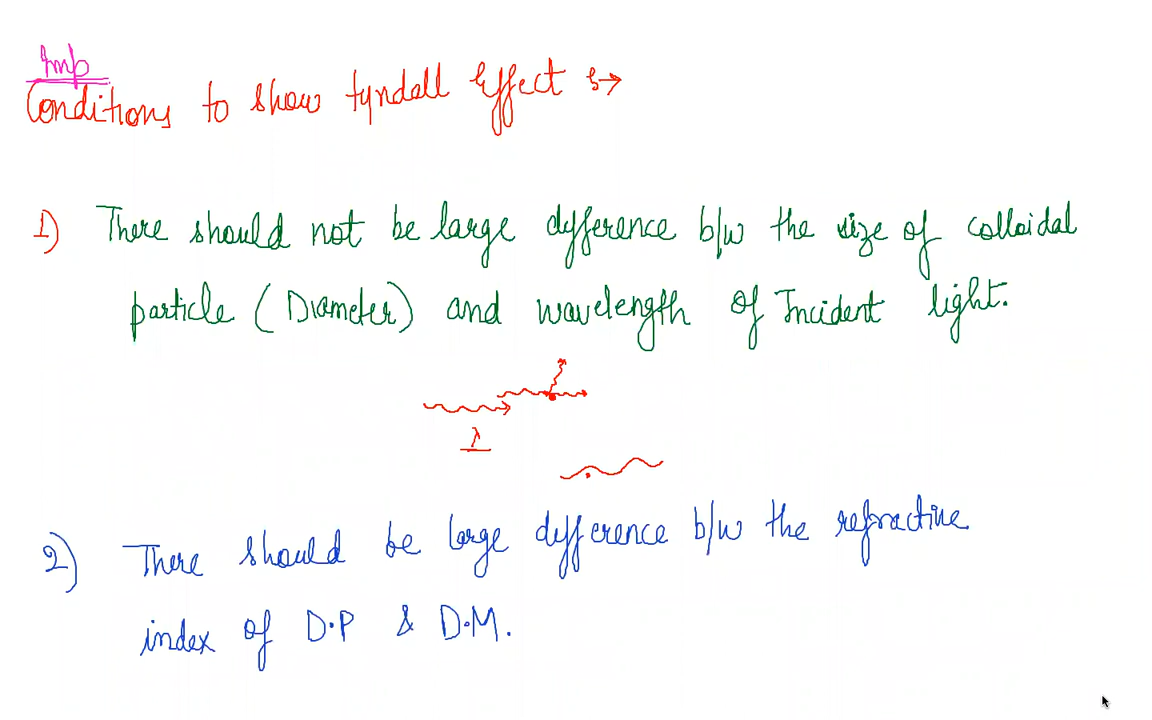 Imp
Conditions to show tyndall Effect :→
1) There should not be large difference b/w the size of colloidal
particle (Diameter) and wavelength of Incident light.
λ
2) There should be large difference b/w the refractive
index of D.P & D.M.